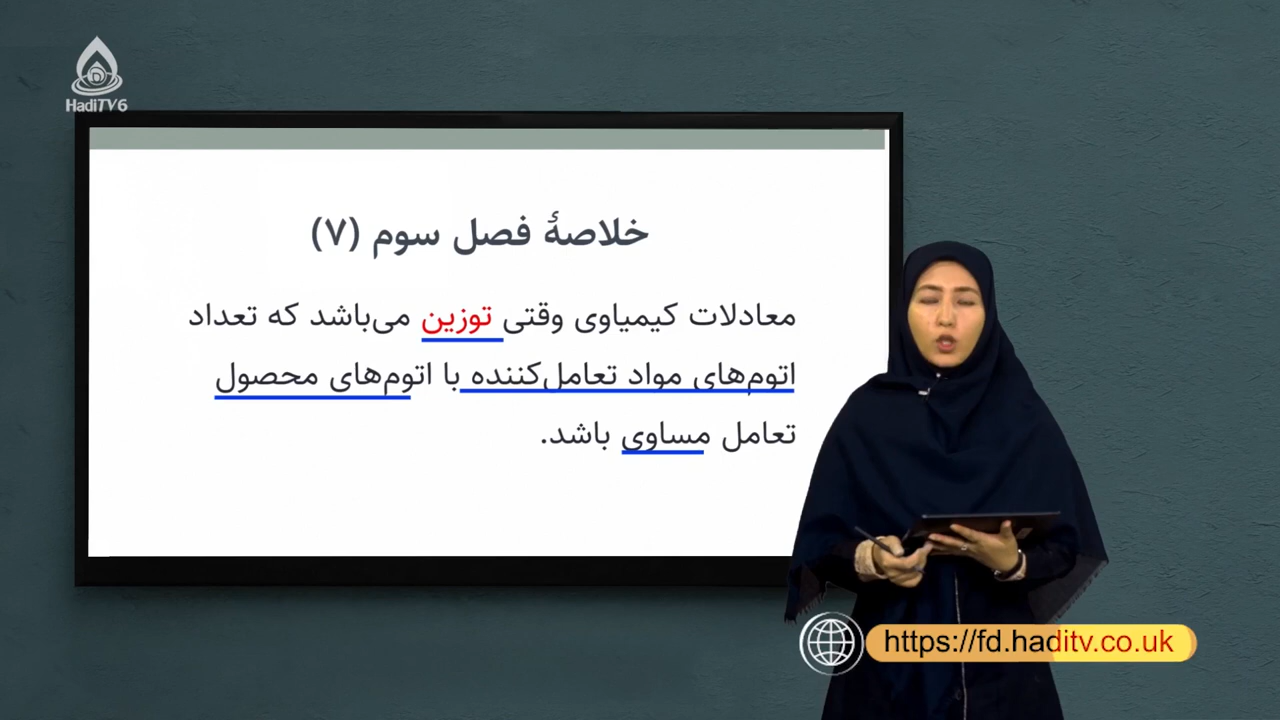 HadiTV6
خلاصهٔ فصل سوم (۷)
معادلات کیمیاوی وقتی توزین می‌باشد که تعداد
اتوم‌های مواد تعامل‌کننده با اتوم‌های محصول
تعامل مساوی باشد.
https://fd.haditv.co.uk